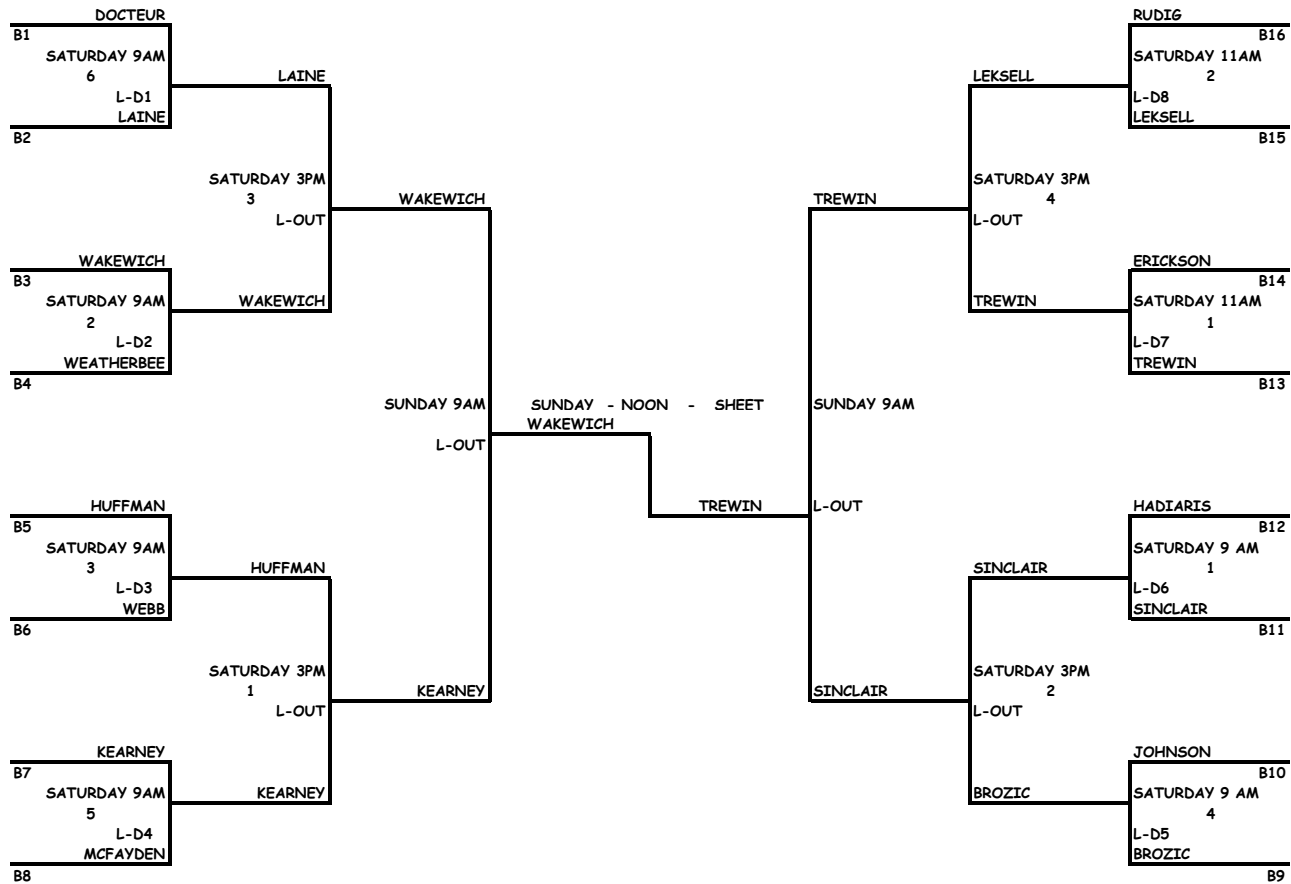 DOCTEUR
B1
SATURDAY 9AM
6
L-D1
LAINE
B2
LAINE
SATURDAY 3PM
3
L-OUT
WAKEWICH
B3
SATURDAY 9AM
2
L-D2
WEATHERBEE
B4
WAKEWICH
WAKEWICH
SUNDAY 9AM
L-OUT
HUFFMAN
B5
SATURDAY 9AM
3
L-D3
WEBB
B6
HUFFMAN
SATURDAY 3PM
1
L-OUT
KEARNEY
KEARNEY
B7
SATURDAY 9AM
5
L-D4
MCFAYDEN
B8
KEARNEY
SUNDAY - NOON - SHEET
WAKEWICH
TREWIN
RUDIG
B16
SATURDAY 11AM
2
L-D8
LEKSELL
B15
LEKSELL
SATURDAY 3PM
4
L-OUT
TREWIN
ERICKSON
B14
SATURDAY 11AM
1
L-D7
TREWIN
B13
TREWIN
SUNDAY 9AM
L-OUT
HADIARIS
B12
SATURDAY 9 AM
1
L-D6
SINCLAIR
B11
SINCLAIR
SATURDAY 3PM
2
L-OUT
SINCLAIR
JOHNSON
B10
SATURDAY 9 AM
4
L-D5
BROZIC
B9
BROZIC